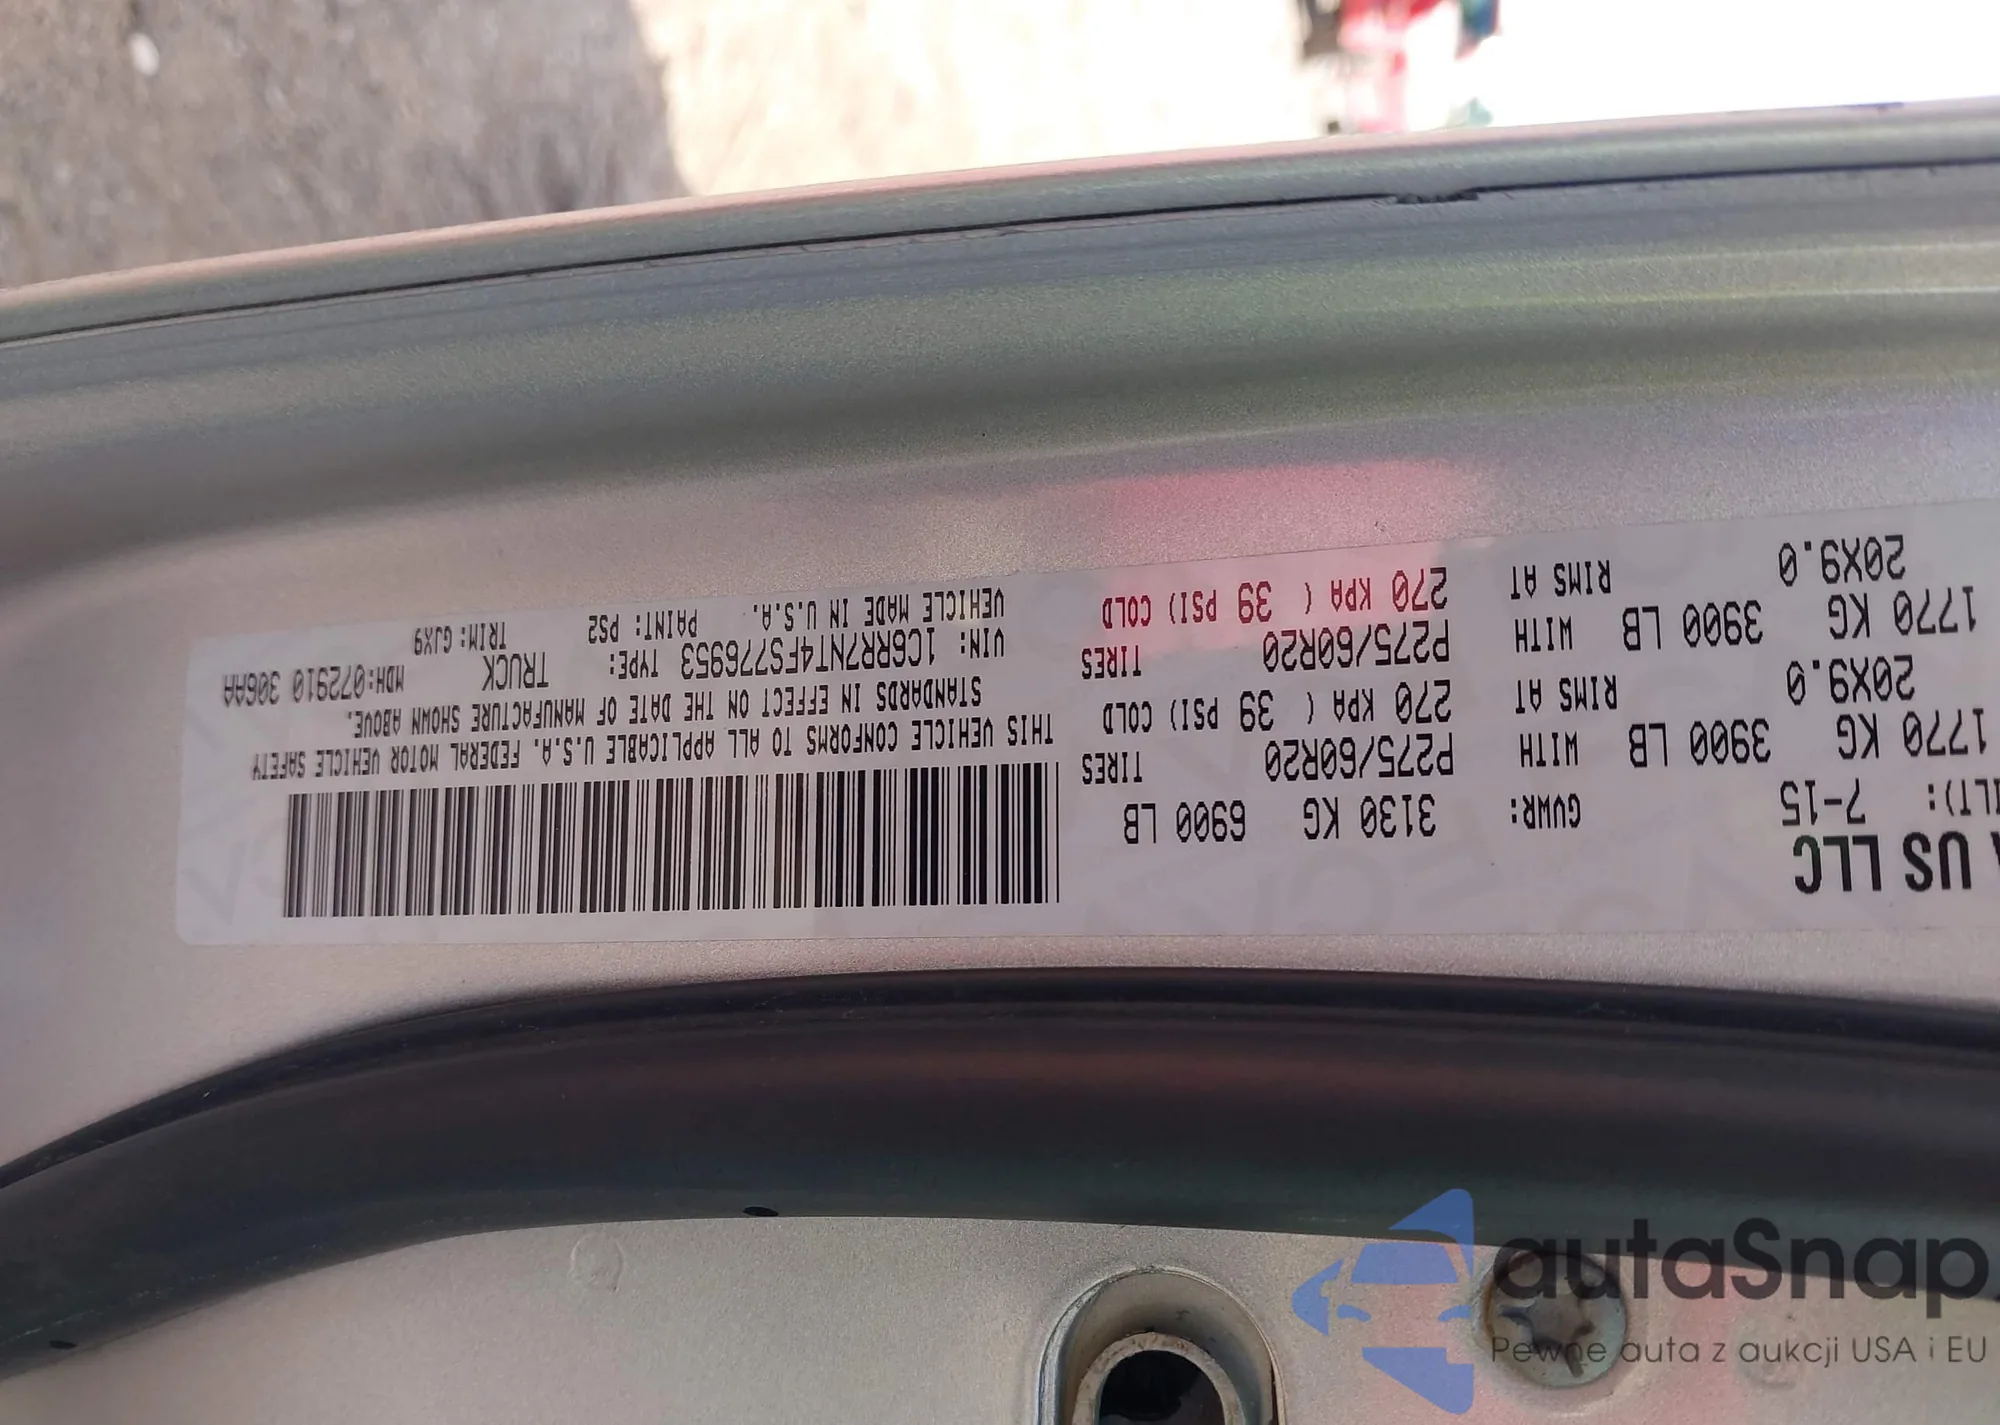 A US LLC
ILT): 7-15
GVWR: 3130 KG 6900 LB
1770 KG 3900 LB WITH P275/60R20 TIRES
20X9.0 RIMS AT 270 KPA ( 39 PSI) COLD
1770 KG 3900 LB WITH P275/60R20 TIRES
20X9.0 RIMS AT 270 KPA ( 39 PSI) COLD
THIS VEHICLE CONFORMS TO ALL APPLICABLE U.S.A. FEDERAL MOTOR VEHICLE SAFETY
STANDARDS IN EFFECT ON THE DATE OF MANUFACTURE SHOWN ABOVE.
VIN: 1C6RR7NT4FS776953 TYPE: TRUCK MDH:072910 306AA
VEHICLE MADE IN U.S.A. PAINT: PS2 TRIM: GJX9
autaSnap
Pewne auta z aukcji USA i EU